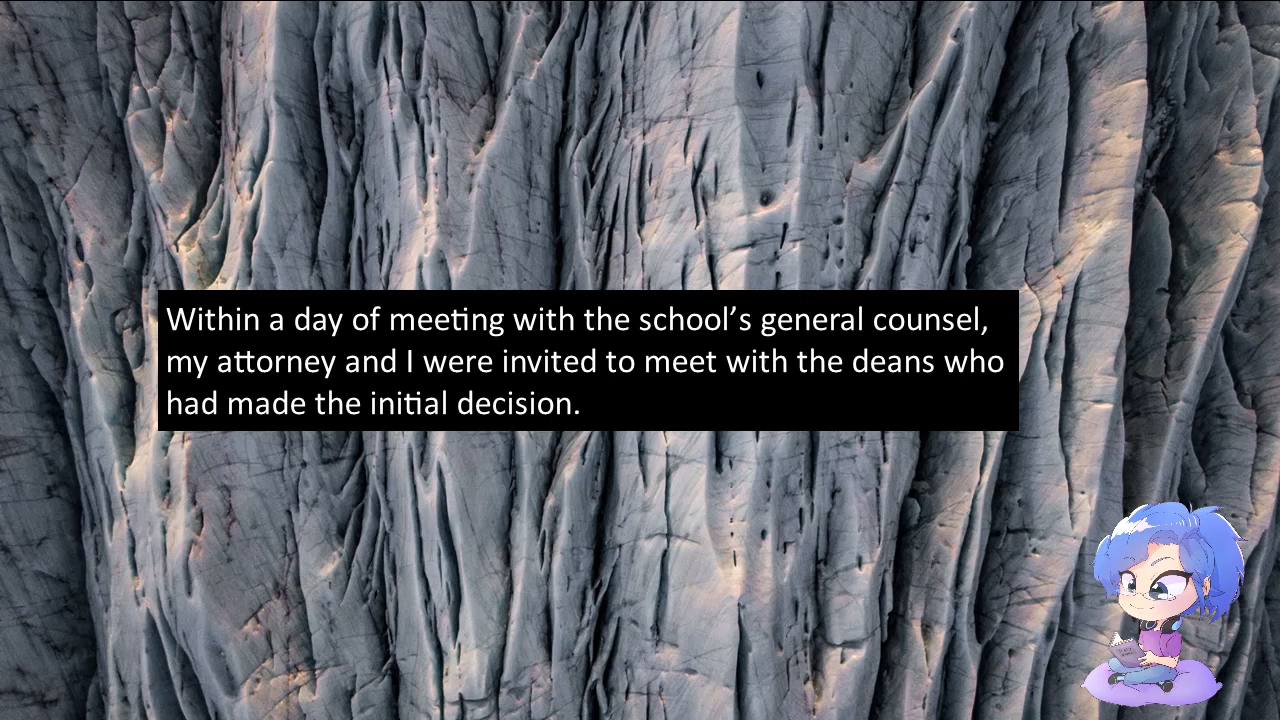 Within a day of meeting with the school’s general counsel,
my attorney and I were invited to meet with the deans who
had made the initial decision.